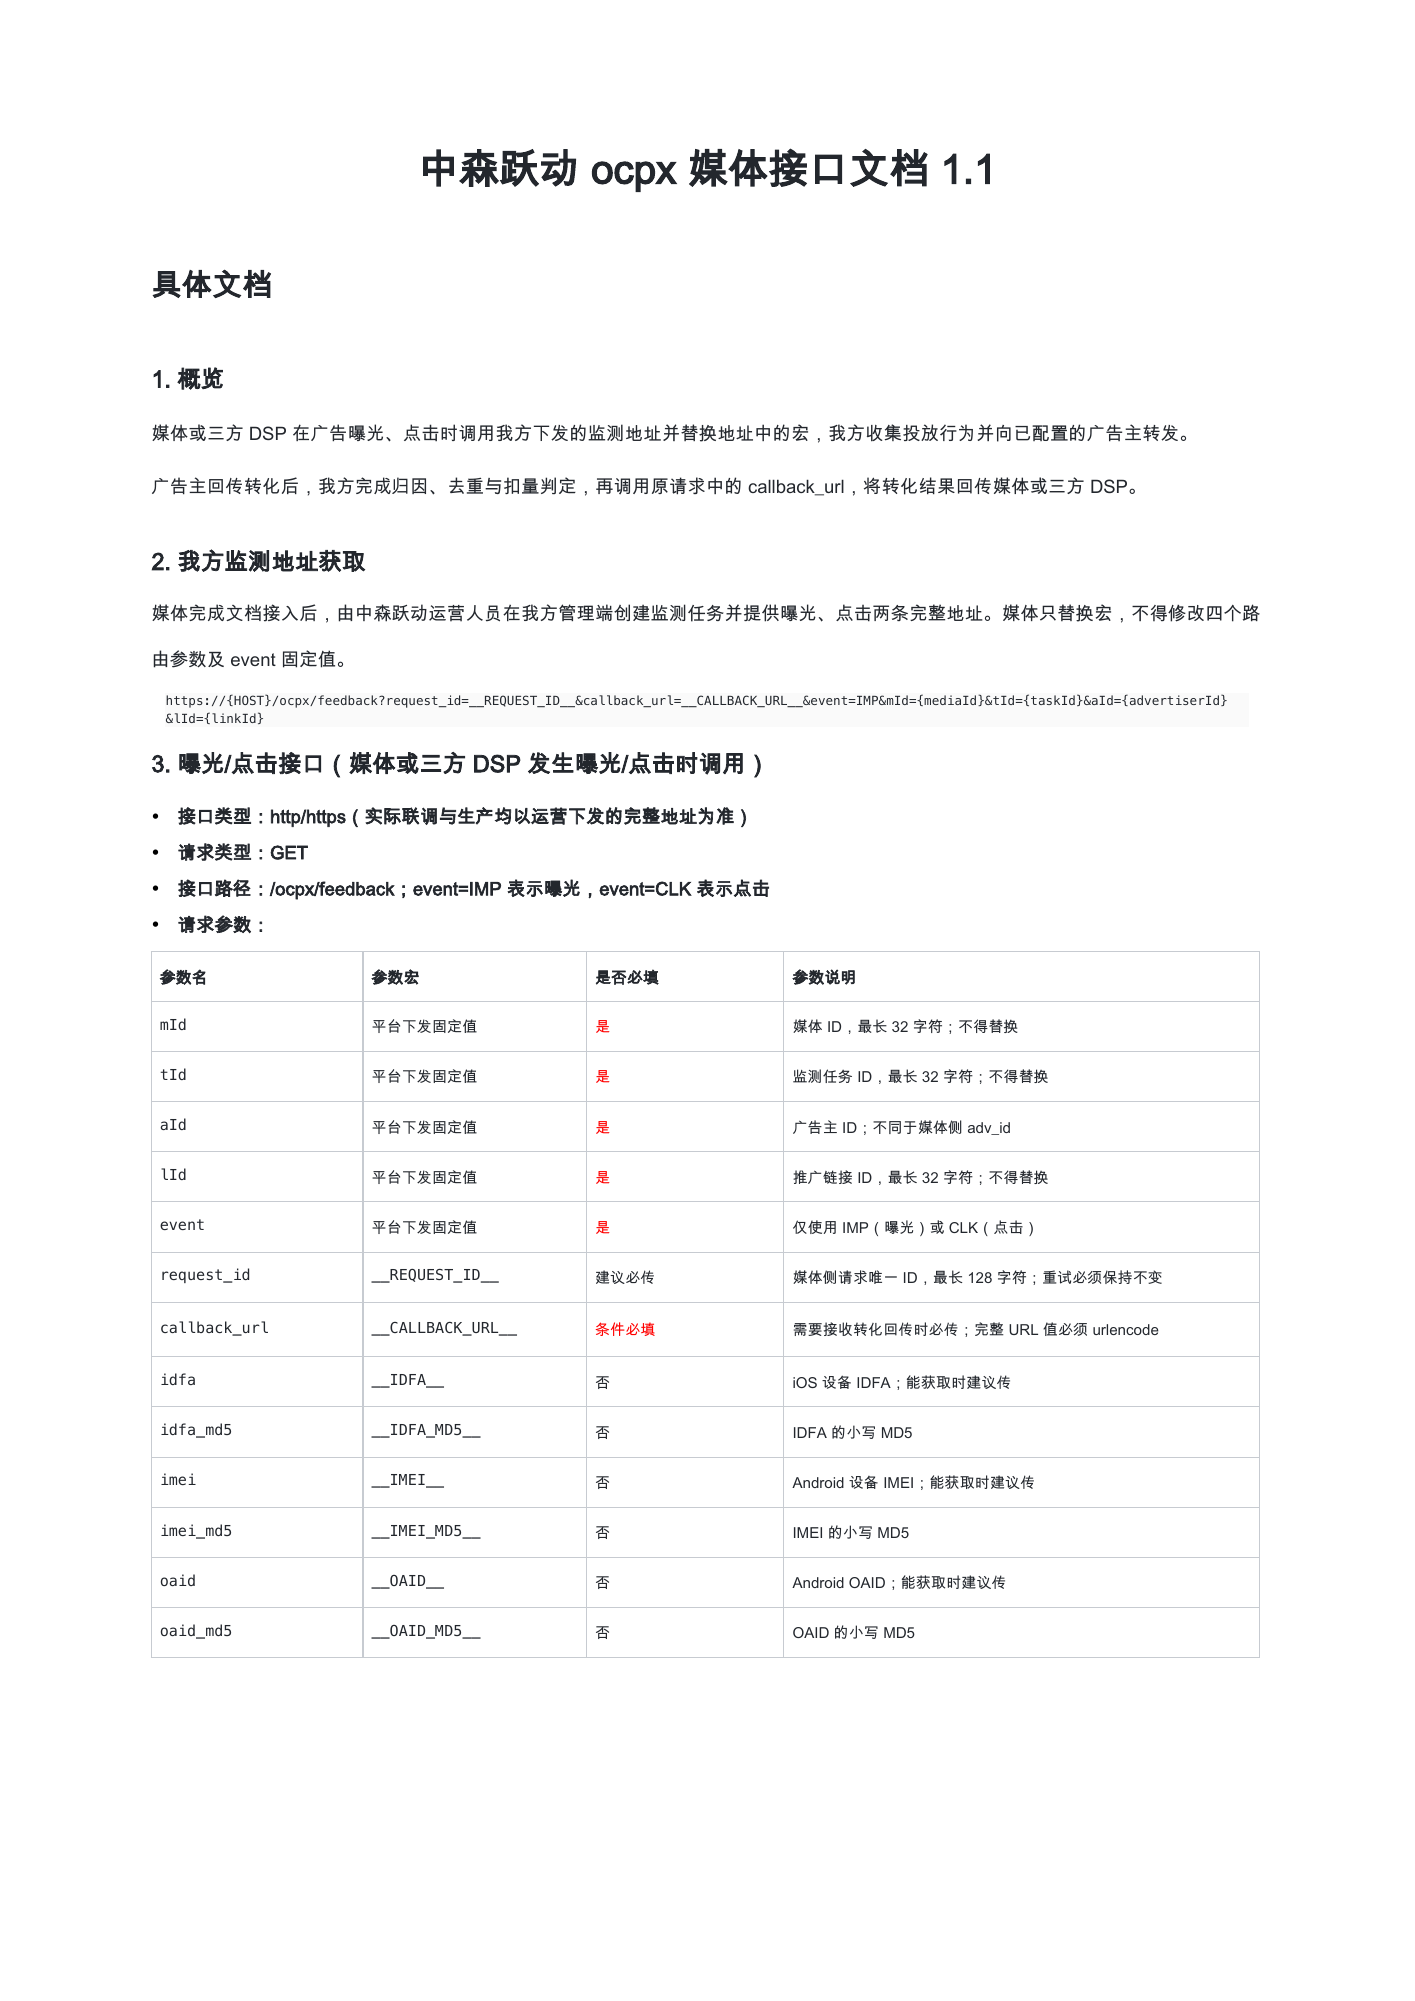 中森跃动 ocpx 媒体接口文档 1.1
具体文档
1. 概览
媒体或三方 DSP 在广告曝光、点击时调用我方下发的监测地址并替换地址中的宏，我方收集投放行为并向已配置的广告主转发。
广告主回传转化后，我方完成归因、去重与扣量判定，再调用原请求中的 callback_url，将转化结果回传媒体或三方 DSP。
2. 我方监测地址获取
媒体完成文档接入后，由中森跃动运营人员在我方管理端创建监测任务并提供曝光、点击两条完整地址。媒体只替换宏，不得修改四个路
由参数及 event 固定值。
https://{HOST}/ocpx/feedback?request_id=__REQUEST_ID__&callback_url=__CALLBACK_URL__&event=IMP&mId={mediaId}&tId={taskId}&aId={advertiserId}
&lId={linkId}
3. 曝光/点击接口（媒体或三方 DSP 发生曝光/点击时调用）
• 接口类型：http/https（实际联调与生产均以运营下发的完整地址为准）
• 请求类型：GET
• 接口路径：/ocpx/feedback；event=IMP 表示曝光，event=CLK 表示点击
• 请求参数：
参数名 参数宏 是否必填 参数说明
mId 平台下发固定值 是 媒体 ID，最长 32 字符；不得替换
tId 平台下发固定值 是 监测任务 ID，最长 32 字符；不得替换
aId 平台下发固定值 是 广告主 ID；不同于媒体侧 adv_id
lId 平台下发固定值 是 推广链接 ID，最长 32 字符；不得替换
event 平台下发固定值 是 仅使用 IMP（曝光）或 CLK（点击）
request_id __REQUEST_ID__ 建议必传 媒体侧请求唯一 ID，最长 128 字符；重试必须保持不变
callback_url __CALLBACK_URL__ 条件必填 需要接收转化回传时必传；完整 URL 值必须 urlencode
idfa __IDFA__ 否 iOS 设备 IDFA；能获取时建议传
idfa_md5 __IDFA_MD5__ 否 IDFA 的小写 MD5
imei __IMEI__ 否 Android 设备 IMEI；能获取时建议传
imei_md5 __IMEI_MD5__ 否 IMEI 的小写 MD5
oaid __OAID__ 否 Android OAID；能获取时建议传
oaid_md5 __OAID_MD5__ 否 OAID 的小写 MD5